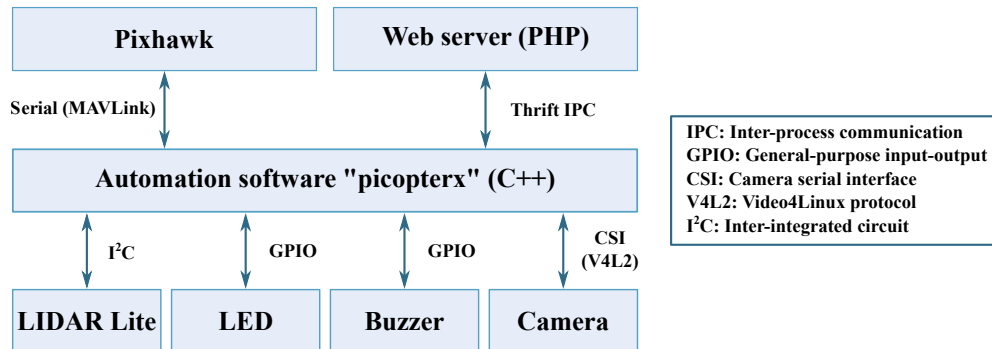 Pixhawk
Web server (PHP)
Serial (MAVLink)
Thrift IPC
Automation software "picopterx" (C++)
I²C
GPIO
GPIO
CSI
(V4L2)
LIDAR Lite
LED
Buzzer
Camera
IPC: Inter-process communication
GPIO: General-purpose input-output
CSI: Camera serial interface
V4L2: Video4Linux protocol
I²C: Inter-integrated circuit